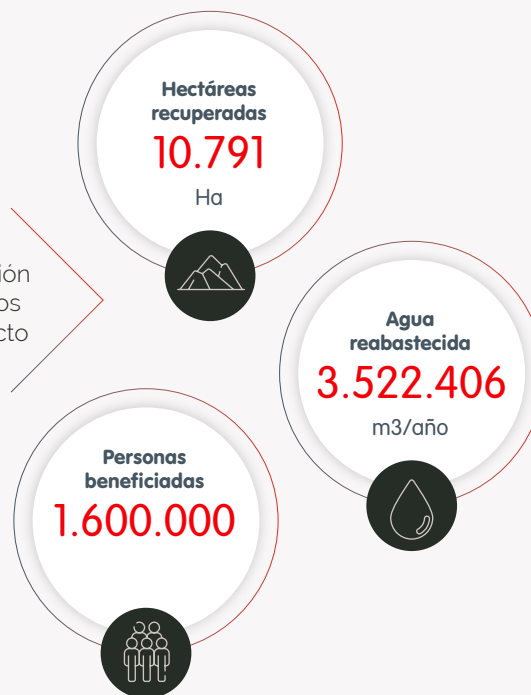 Hectáreas
recuperadas
10.791
Ha
Agua
reabastecida
3.522.406
m3/año
Personas
beneficiadas
1.600.000